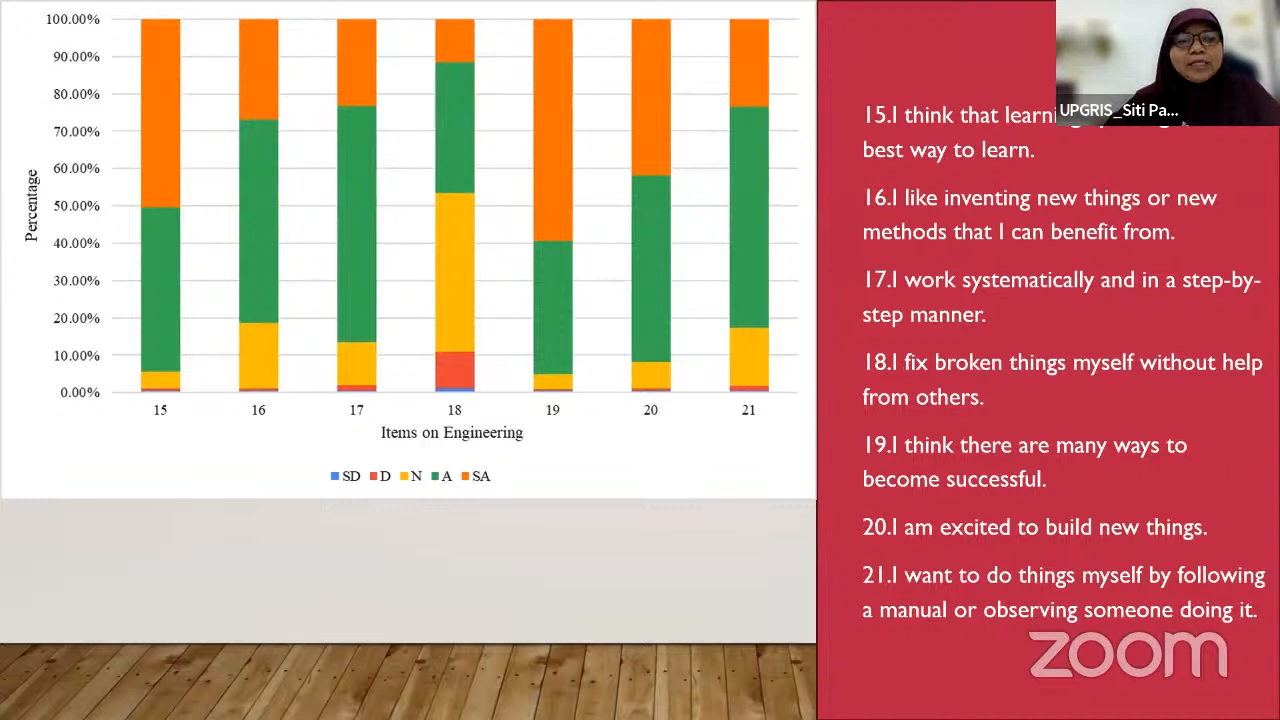 100.00%
90.00%
80.00%
70.00%
60.00%
50.00%
40.00%
30.00%
20.00%
10.00%
0.00%
Percentage
15 16 17 18 19 20 21
Items on Engineering
SD D N A SA
UPGRIS_Siti Pa...
15.I think that
best way to learn.
16.I like inventing new things or new
methods that I can benefit from.
17.I work systematically and in a step-by-
step manner.
18.I fix broken things myself without help
from others.
19.I think there are many ways to
become successful.
20.I am excited to build new things.
21.I want to do things myself by following
a manual or observing someone doing it.
zoom